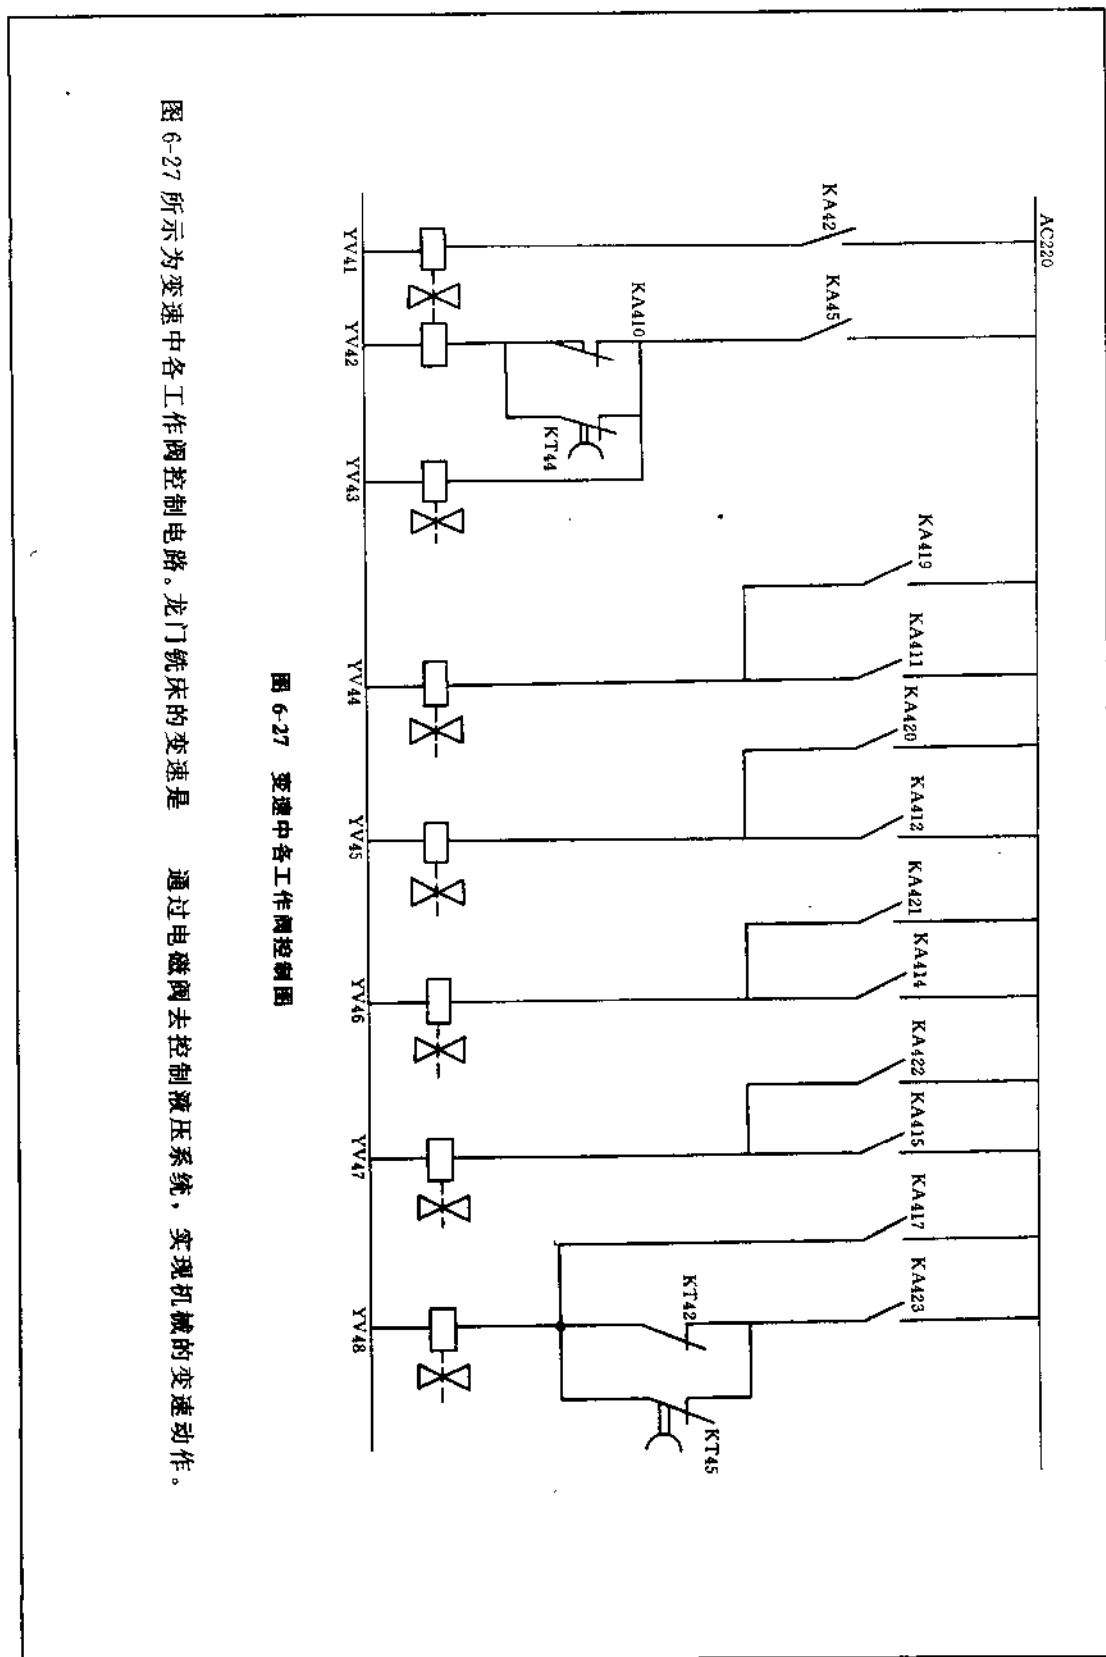 AC220
KA42
KA45
KA410
KT44
KA419
KA411
KA420
KA412
KA421
KA414
KA422
KA415
KA417
KA423
KT42
KT45
YV41
YV42
YV43
YV44
YV45
YV46
YV47
YV48
图 6-27 变速中各工作阀控制图
图 6-27 所示为变速中各工作阀控制电路。龙门铣床的变速是 通过电磁阀去控制液压系统，实现机械的变速动作。